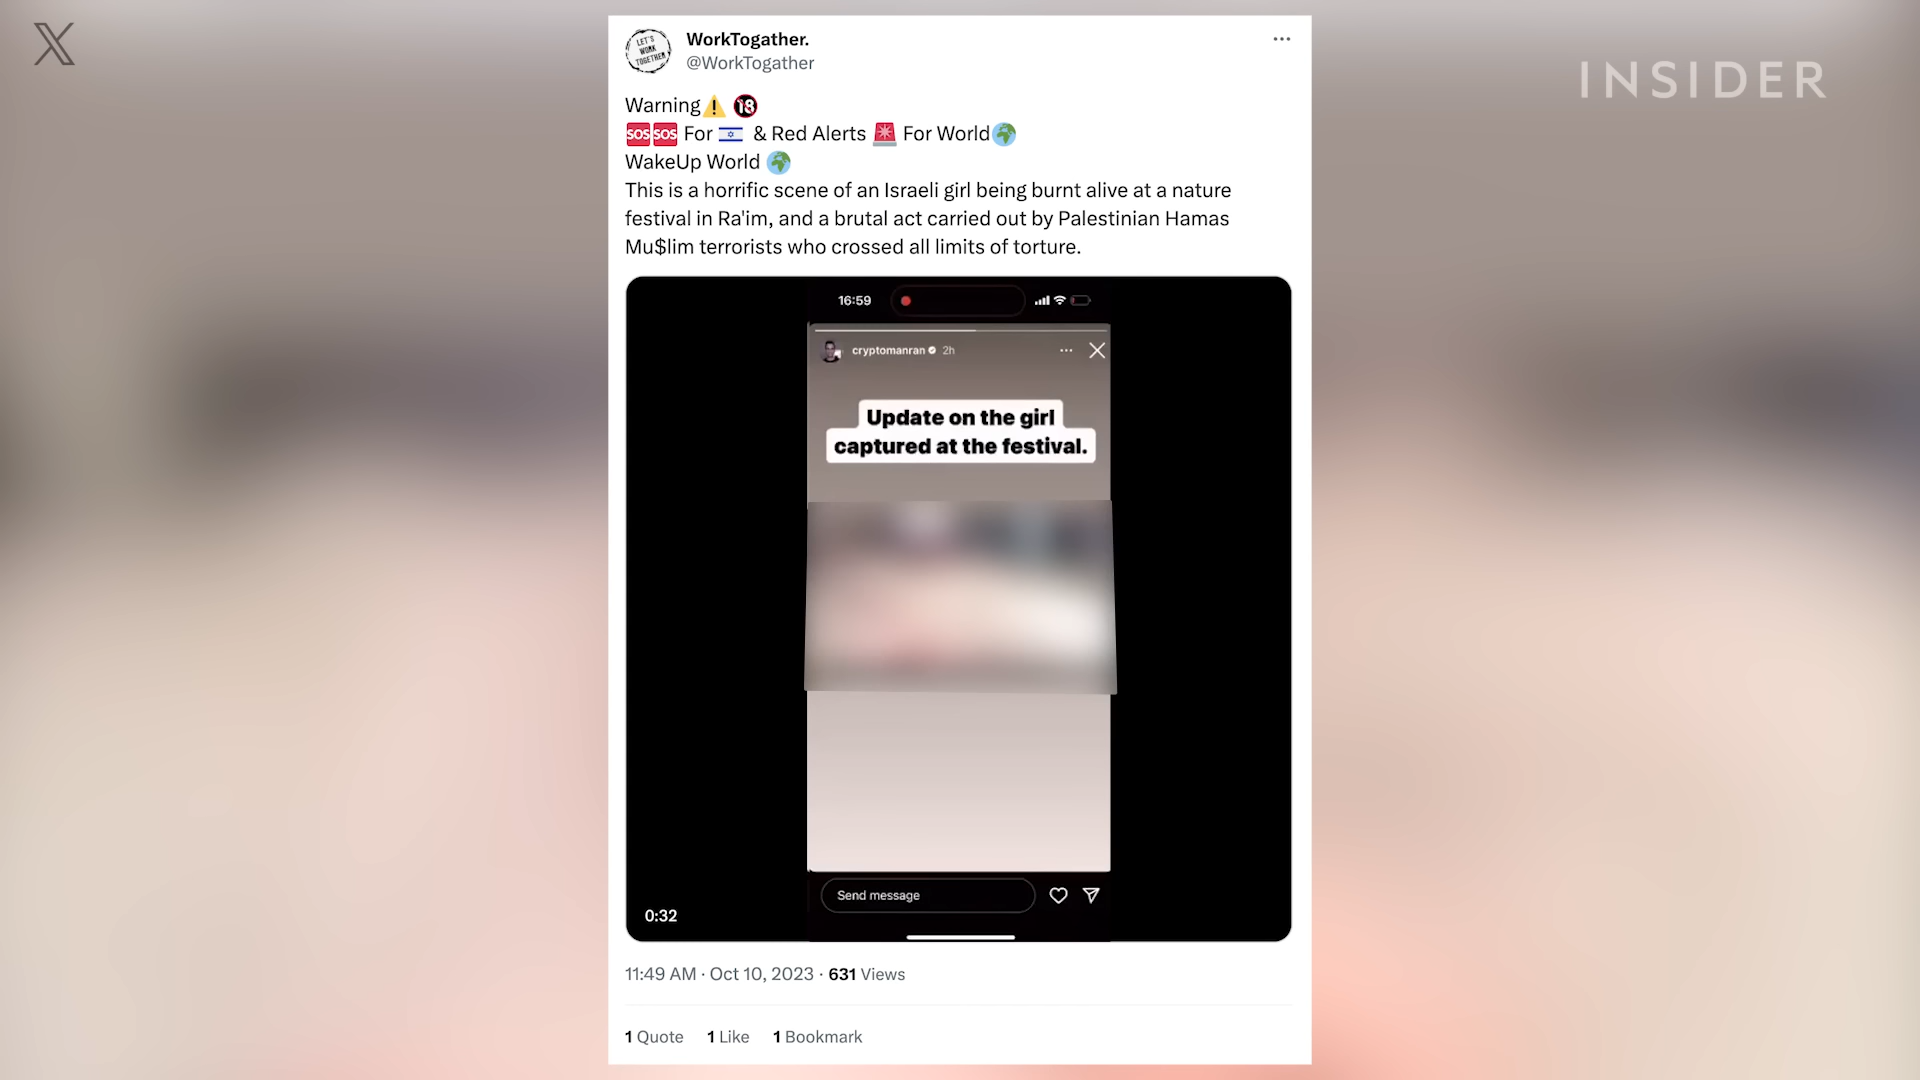 X
INSIDER
LET'S
WORK
TOGETHER
WorkTogather.
@WorkTogather
Warning⚠️ 🔞
🆘🆘 For 🇮🇱 & Red Alerts 🚨 For World🌍
WakeUp World 🌍
This is a horrific scene of an Israeli girl being burnt alive at a nature
festival in Ra'im, and a brutal act carried out by Palestinian Hamas
Mu$lim terrorists who crossed all limits of torture.
16:59
cryptomanran 2h
Update on the girl
captured at the festival.
Send message
0:32
11:49 AM · Oct 10, 2023 · 631 Views
1 Quote 1 Like 1 Bookmark